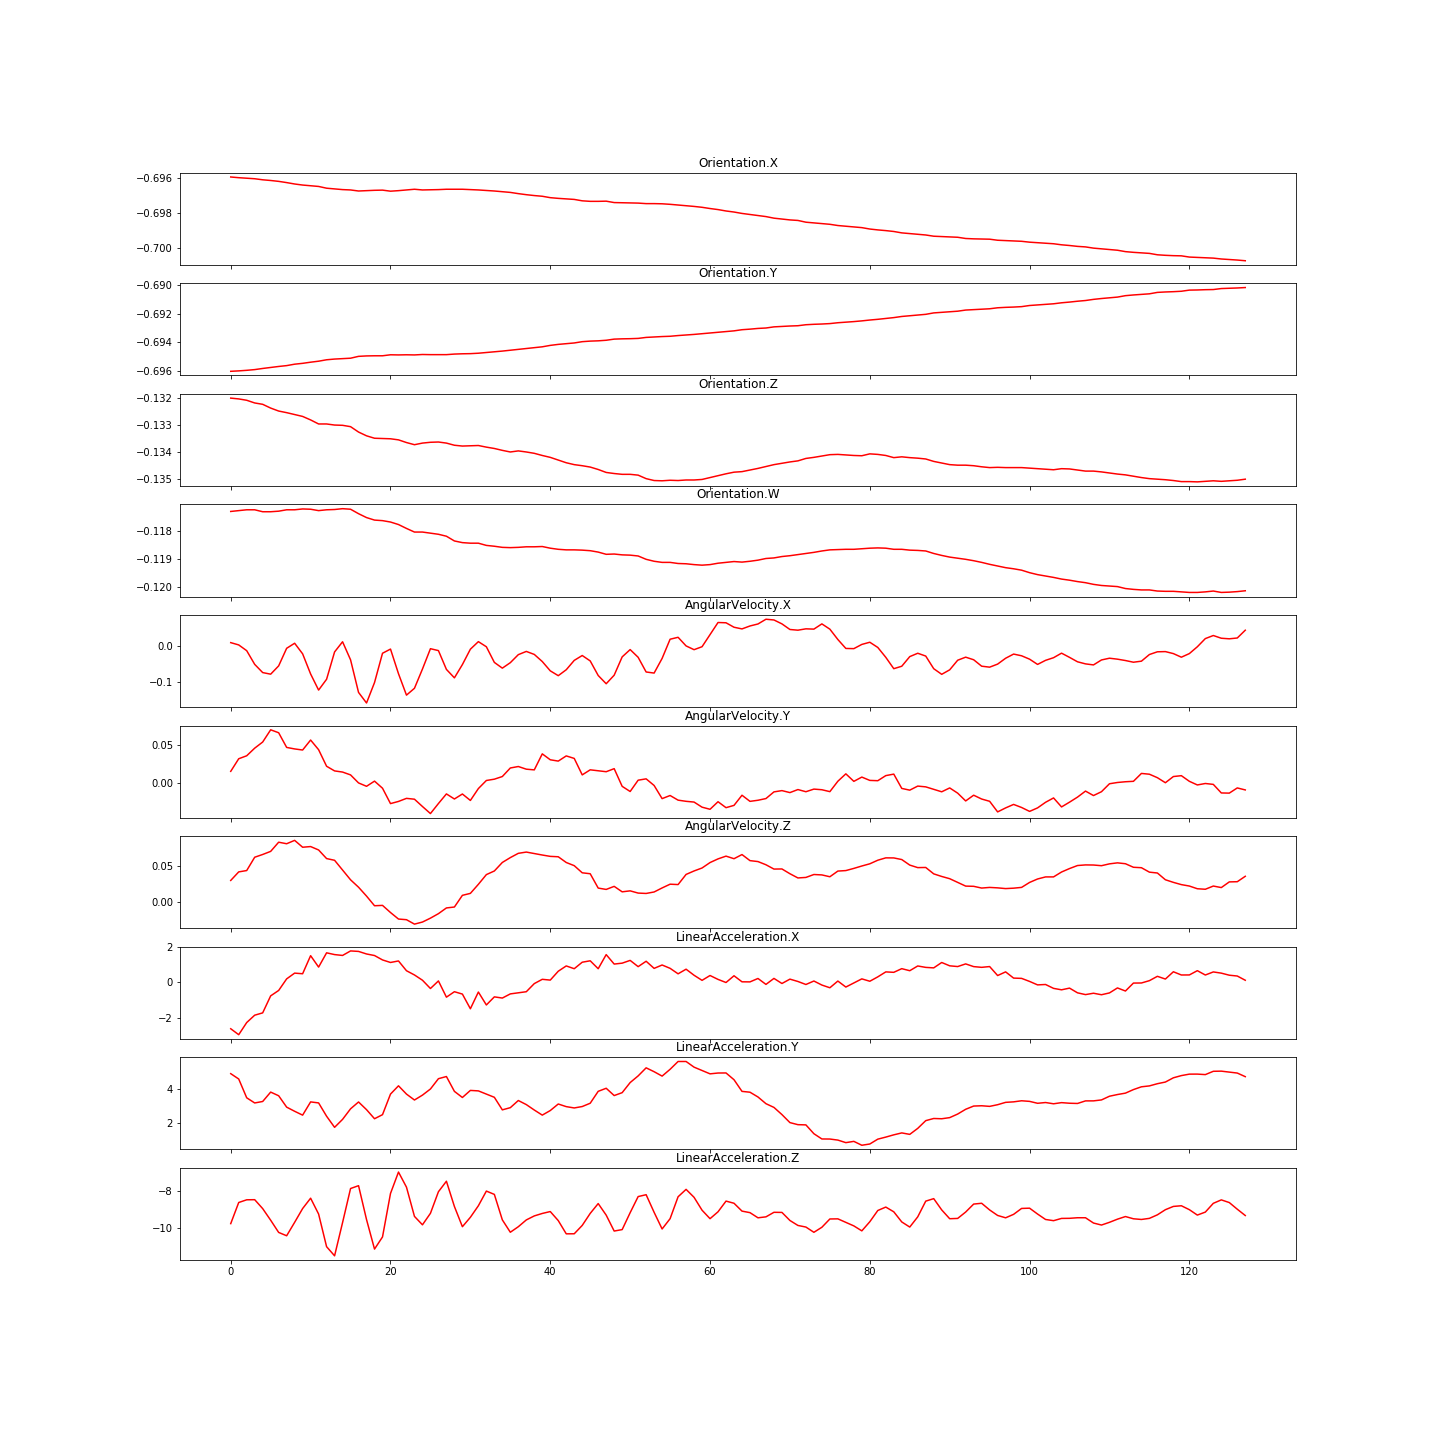 Orientation.X
−0.696
−0.698
−0.700
Orientation.Y
−0.690
−0.692
−0.694
−0.696
Orientation.Z
−0.132
−0.133
−0.134
−0.135
Orientation.W
−0.118
−0.119
−0.120
AngularVelocity.X
0.0
−0.1
AngularVelocity.Y
0.05
0.00
AngularVelocity.Z
0.05
0.00
LinearAcceleration.X
2
0
−2
LinearAcceleration.Y
4
2
LinearAcceleration.Z
−8
−10
0 20 40 60 80 100 120